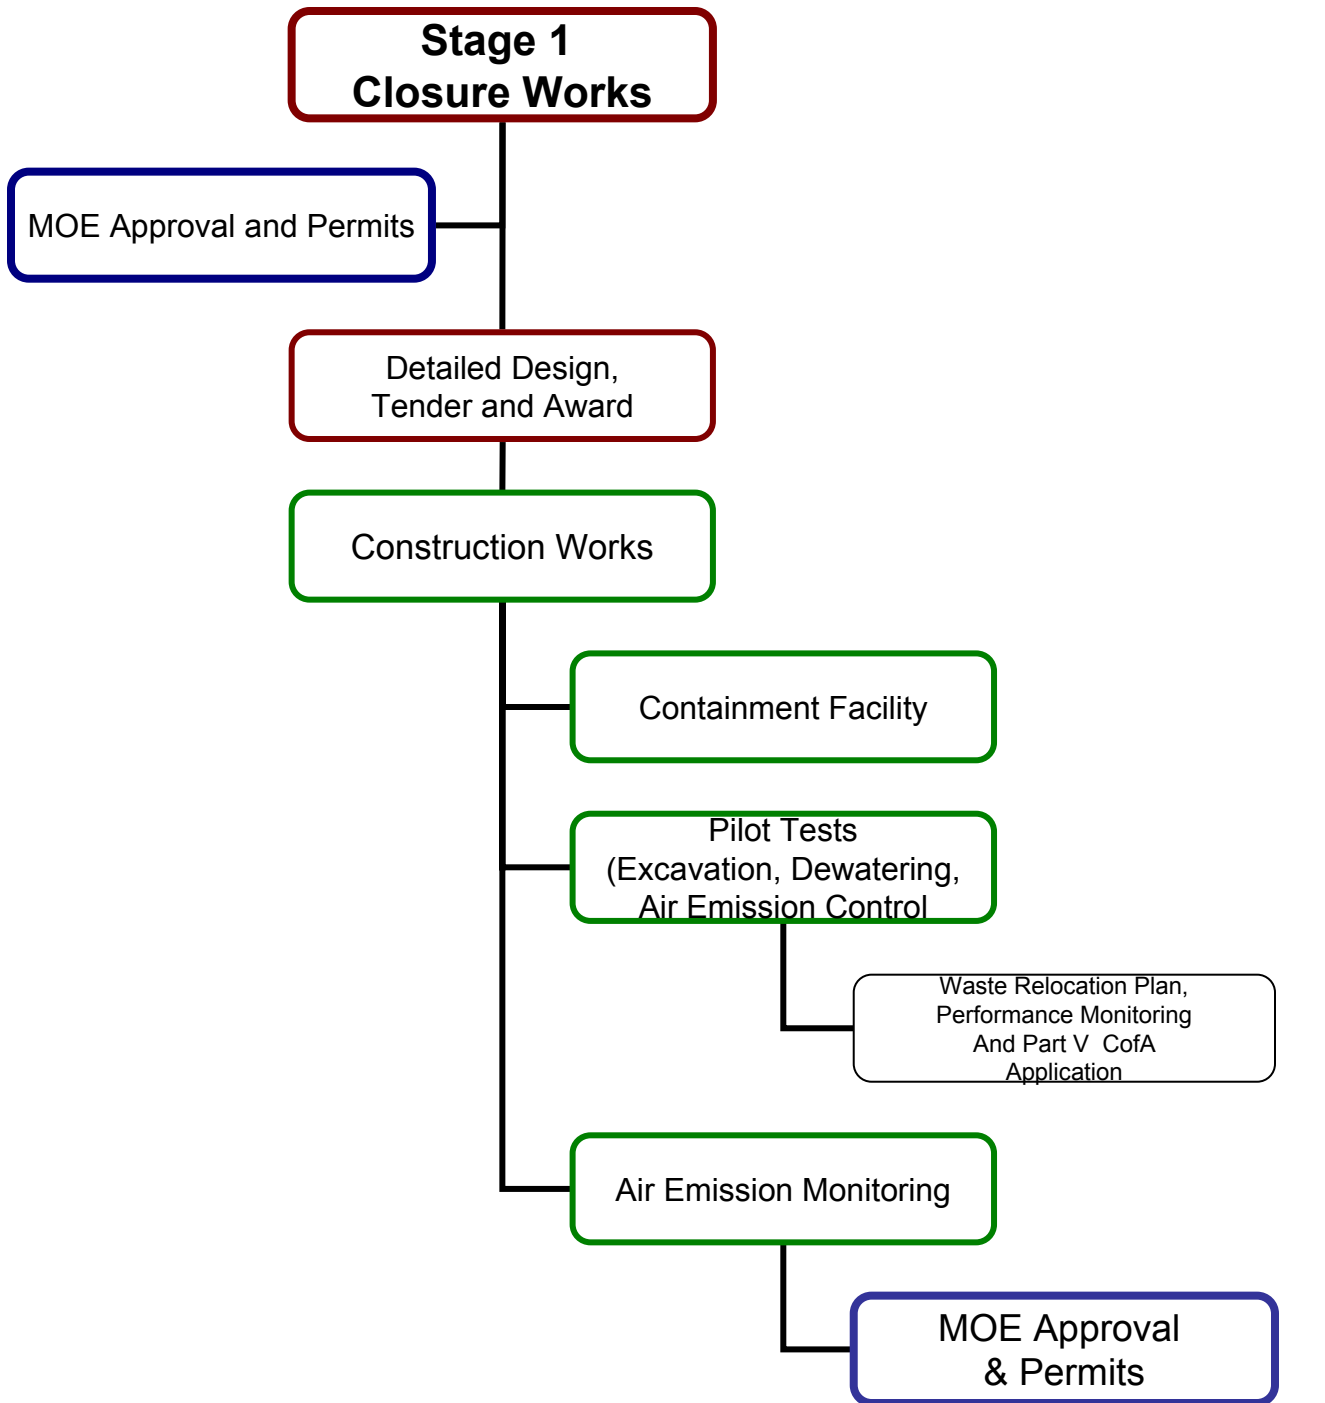 Stage 1
Closure Works
MOE Approval and Permits
Detailed Design,
Tender and Award
Construction Works
Containment Facility
Pilot Tests
(Excavation, Dewatering,
Air Emission Control
Waste Relocation Plan,
Performance Monitoring
And Part V  CofA
Application
Air Emission Monitoring
MOE Approval
& Permits